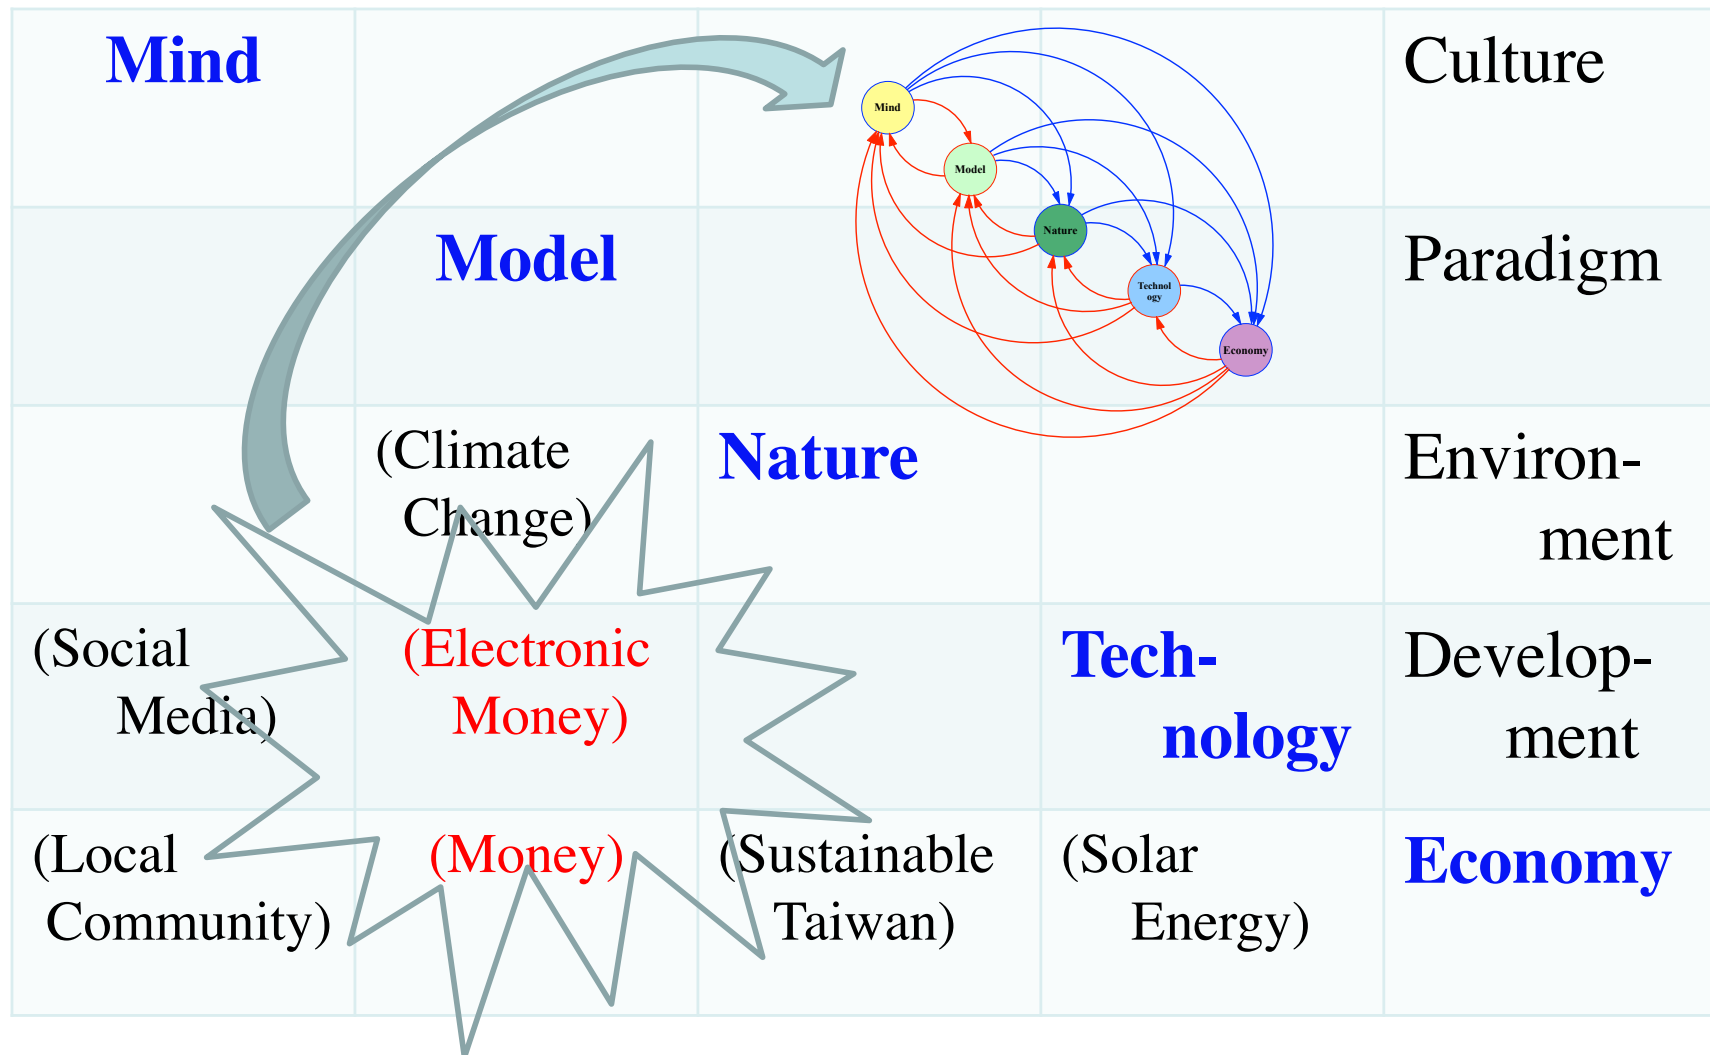 Mind
Culture
Mind
Model
Nature
Technol
ogy
Economy
Model
Paradigm
(Climate
Change)
Nature
Environ-
ment
(Social
Media)
(Electronic
Money)
Tech-
nology
Develop-
ment
(Local
Community)
(Money)
(Sustainable
Taiwan)
(Solar
Energy)
Economy